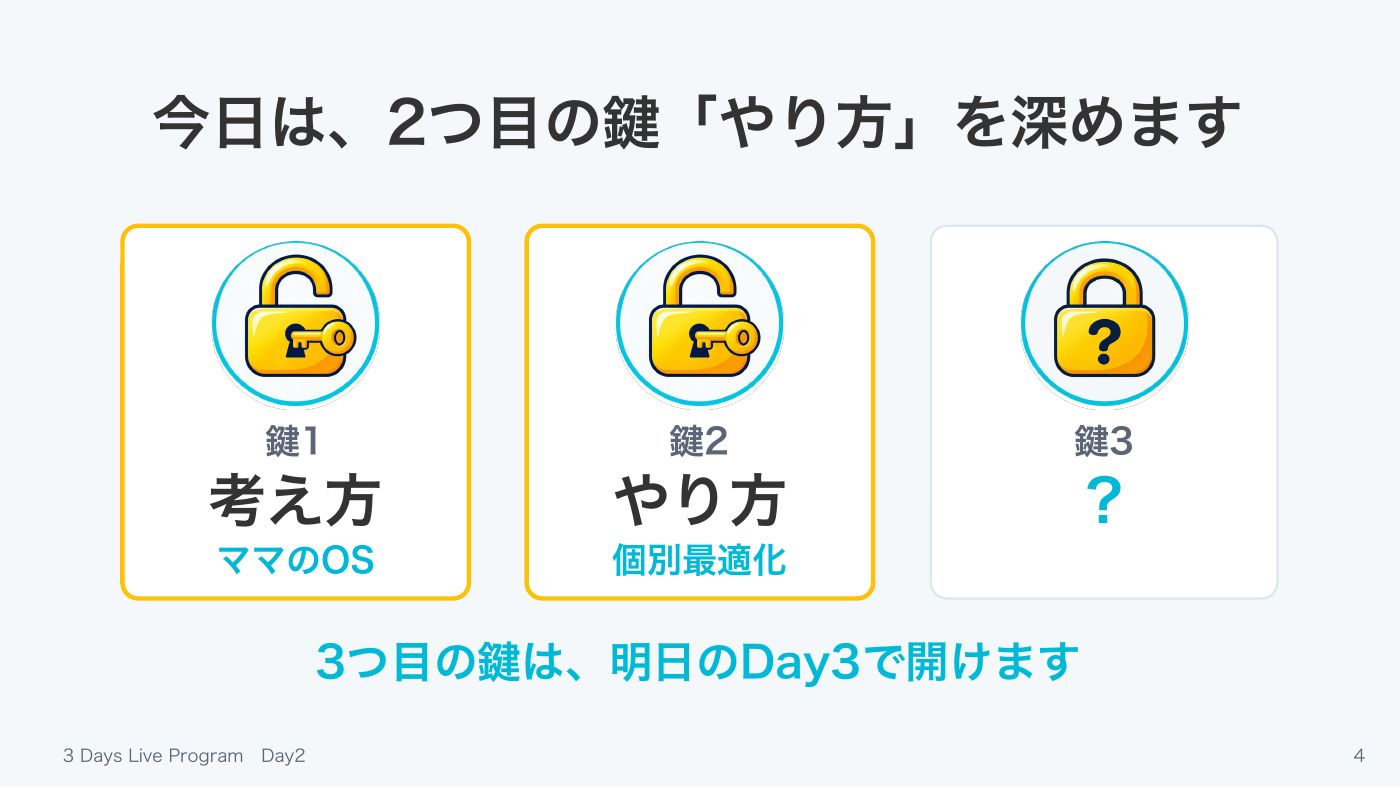 今日は、2つ目の鍵「やり方」を深めます
?
鍵1
考え方
ママのOS
鍵2
やり方
個別最適化
鍵3
?
3つ目の鍵は、明日のDay3で開けます
3 Days Live Program　Day2
4